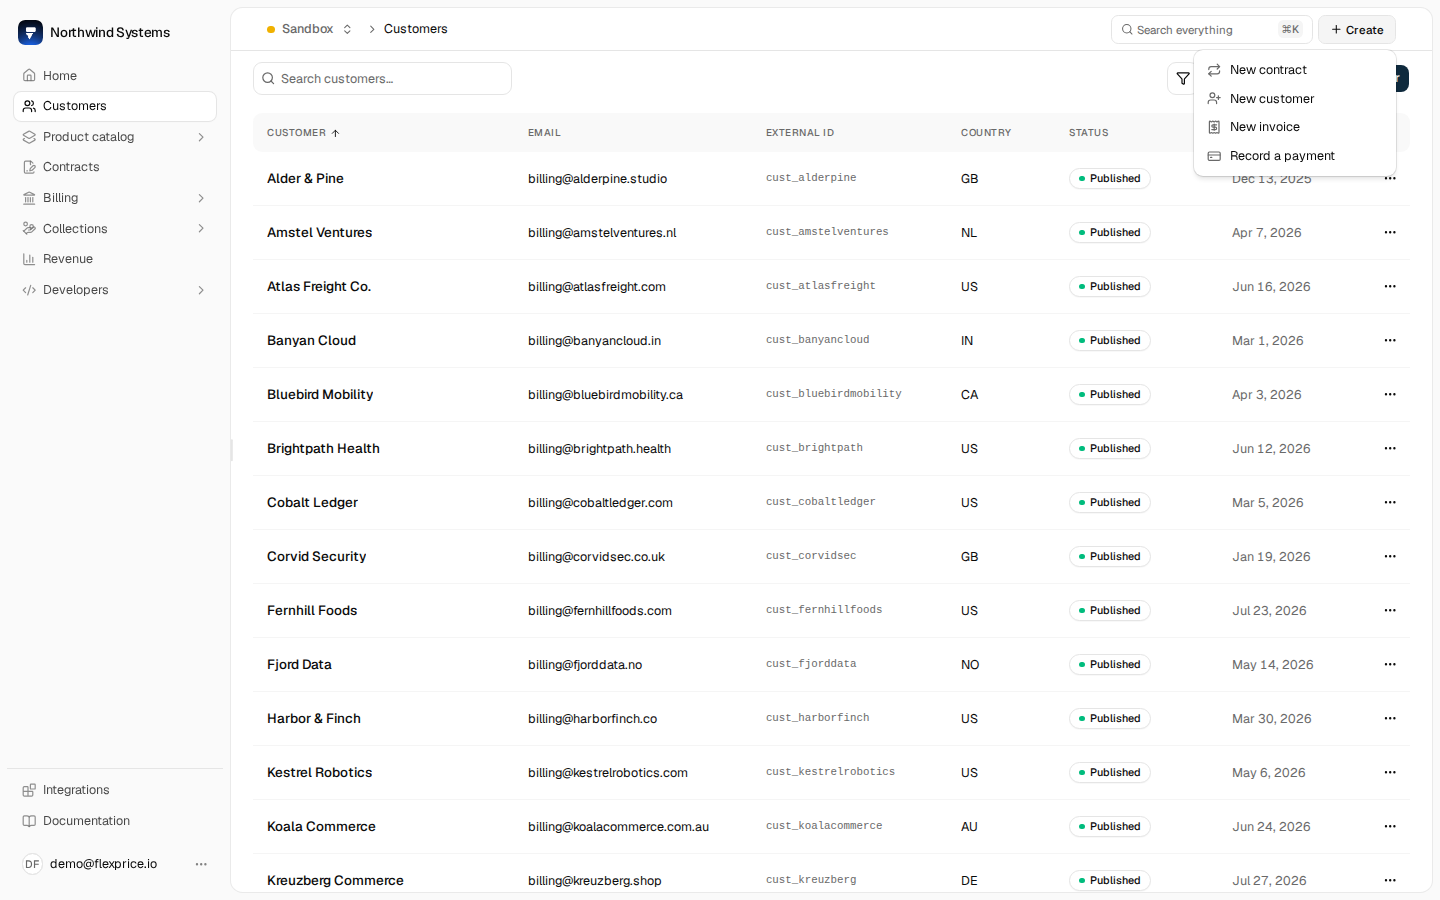 Northwind Systems
Home
Customers
Product catalog
Contracts
Billing
Collections
Revenue
Developers
Integrations
Documentation
DF demo@flexprice.io
Sandbox Customers
Search everything ⌘K Create
New contract
New customer
New invoice
Record a payment
Search customers...
CUSTOMER EMAIL EXTERNAL ID COUNTRY STATUS
Alder & Pine billing@alderpine.studio cust_alderpine GB Published Dec 13, 2025
Amstel Ventures billing@amstelventures.nl cust_amstelventures NL Published Apr 7, 2026
Atlas Freight Co. billing@atlasfreight.com cust_atlasfreight US Published Jun 16, 2026
Banyan Cloud billing@banyancloud.in cust_banyancloud IN Published Mar 1, 2026
Bluebird Mobility billing@bluebirdmobility.ca cust_bluebirdmobility CA Published Apr 3, 2026
Brightpath Health billing@brightpath.health cust_brightpath US Published Jun 12, 2026
Cobalt Ledger billing@cobaltledger.com cust_cobaltledger US Published Mar 5, 2026
Corvid Security billing@corvidsec.co.uk cust_corvidsec GB Published Jan 19, 2026
Fernhill Foods billing@fernhillfoods.com cust_fernhillfoods US Published Jul 23, 2026
Fjord Data billing@fjorddata.no cust_fjorddata NO Published May 14, 2026
Harbor & Finch billing@harborfinch.co cust_harborfinch US Published Mar 30, 2026
Kestrel Robotics billing@kestrelrobotics.com cust_kestrelrobotics US Published May 6, 2026
Koala Commerce billing@koalacommerce.com.au cust_koalacommerce AU Published Jun 24, 2026
Kreuzberg Commerce billing@kreuzberg.shop cust_kreuzberg DE Published Jul 27, 2026